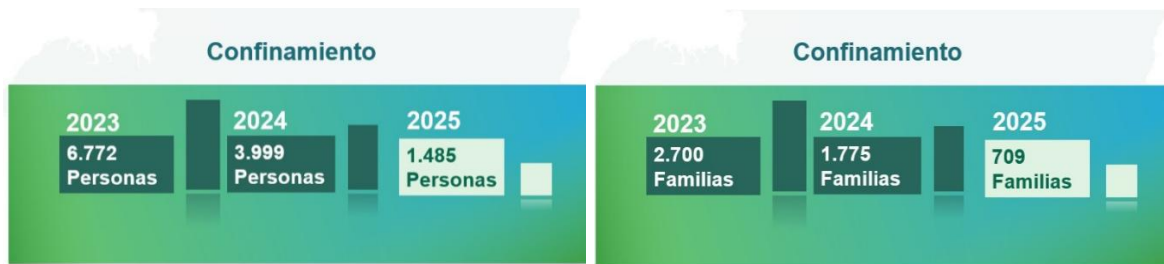 Confinamiento
2023
6.772
Personas
2024
3.999
Personas
2025
1.485
Personas
Confinamiento
2023
2.700
Familias
2024
1.775
Familias
2025
709
Familias